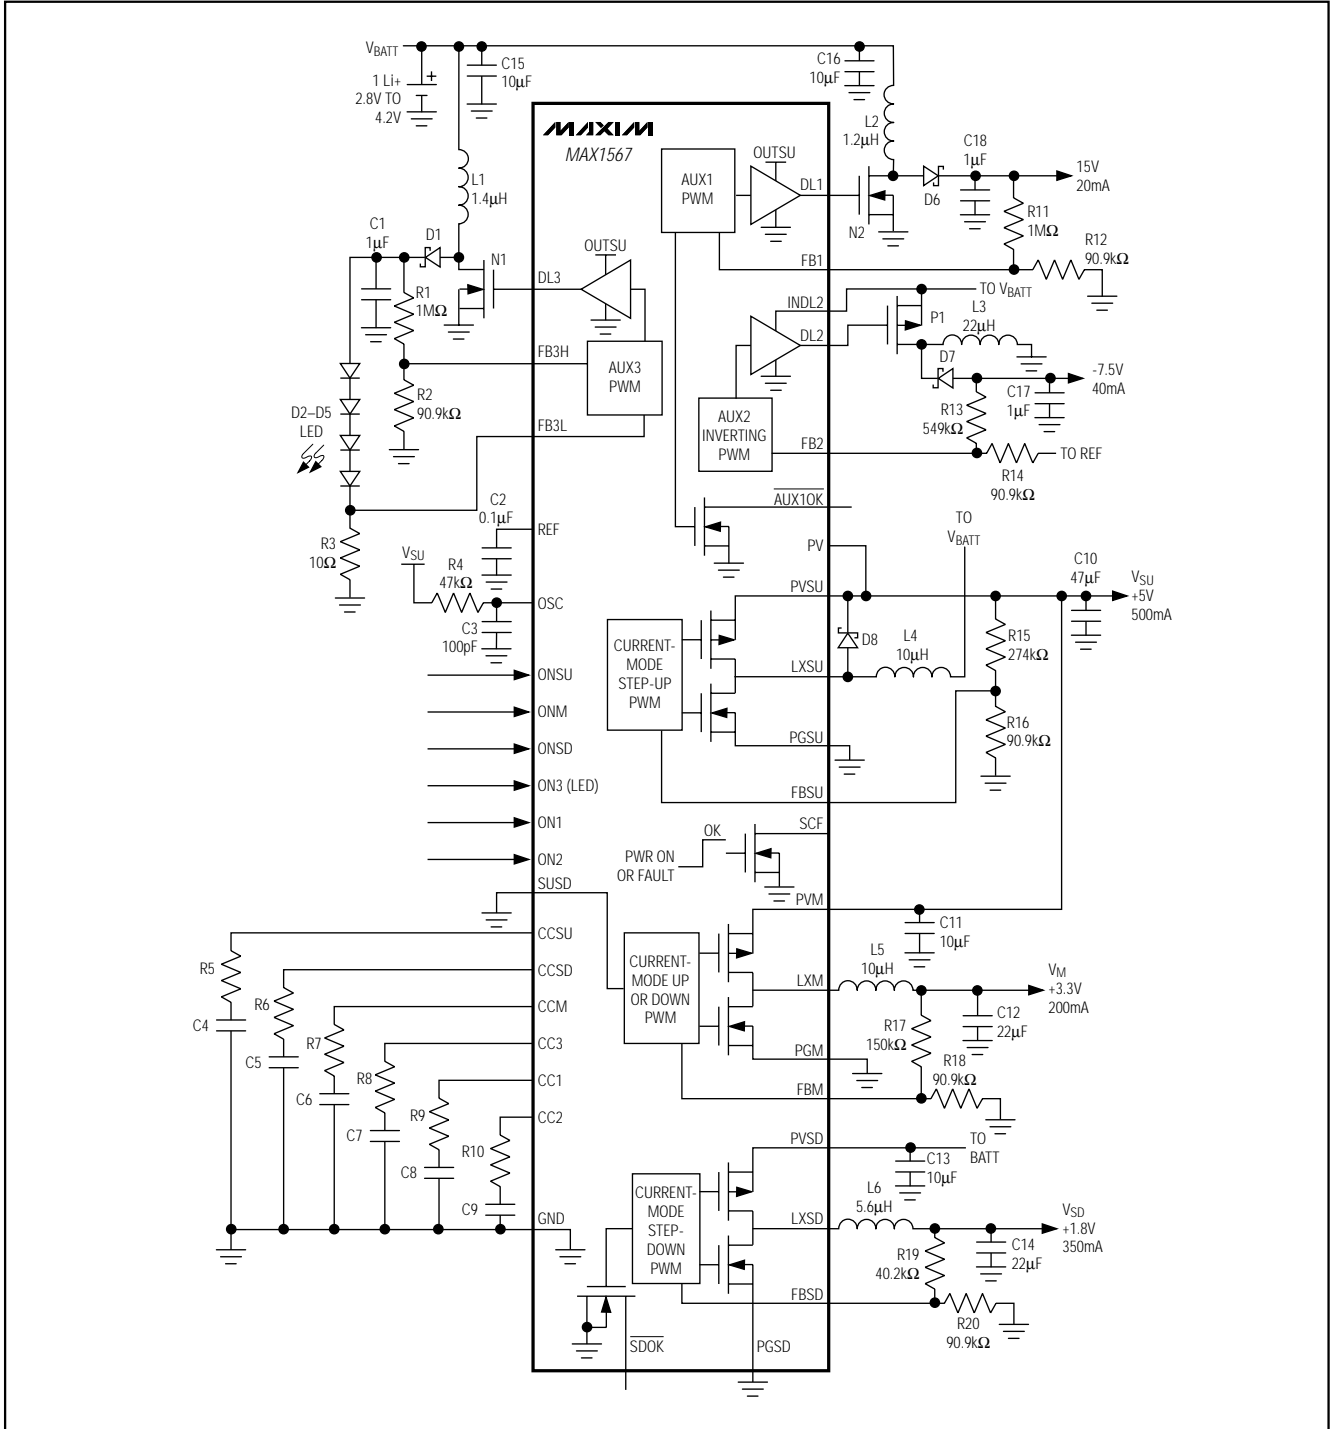 VBATT
1 Li+
2.8V TO
4.2V
+
C15
10µF
C16
10µF
MAXIM
MAX1567
L1
1.4µH
C1
1µF
D1
N1
R1
1MΩ
R2
90.9kΩ
D2–D5
LED
R3
10Ω
DL3
OUTSU
FB3H
AUX3
PWM
FB3L
AUX1
PWM
OUTSU
DL1
FB1
L2
1.2µH
N2
D6
C18
1µF
15V
20mA
R11
1MΩ
R12
90.9kΩ
INDL2
TO VBATT
DL2
P1
L3
22µH
D7
-7.5V
40mA
C17
1µF
R13
549kΩ
AUX2
INVERTING
PWM
FB2
TO REF
R14
90.9kΩ
AUX1OK
C2
0.1µF
REF
VSU
R4
47kΩ
OSC
C3
100pF
PV
TO
VBATT
PVSU
C10
47µF
VSU
+5V
500mA
D8
L4
10µH
R15
274kΩ
CURRENT-
MODE
STEP-UP
PWM
LXSU
R16
90.9kΩ
PGSU
FBSU
ONSU
ONM
ONSD
ON3 (LED)
ON1
ON2
SUSD
SCF
OK
PWR ON
OR FAULT
PVM
C11
10µF
CCSU
CCSD
CCM
CC3
CC1
CC2
GND
CURRENT-
MODE UP
OR DOWN
PWM
LXM
L5
10µH
VM
+3.3V
200mA
C12
22µF
R17
150kΩ
R18
90.9kΩ
PGM
FBM
R5
C4
R6
C5
R7
C6
R8
C7
R9
C8
R10
C9
PVSD
TO
BATT
C13
10µF
CURRENT-
MODE
STEP-
DOWN
PWM
LXSD
L6
5.6µH
VSD
+1.8V
350mA
C14
22µF
R19
40.2kΩ
FBSD
R20
90.9kΩ
SDOK
PGSD